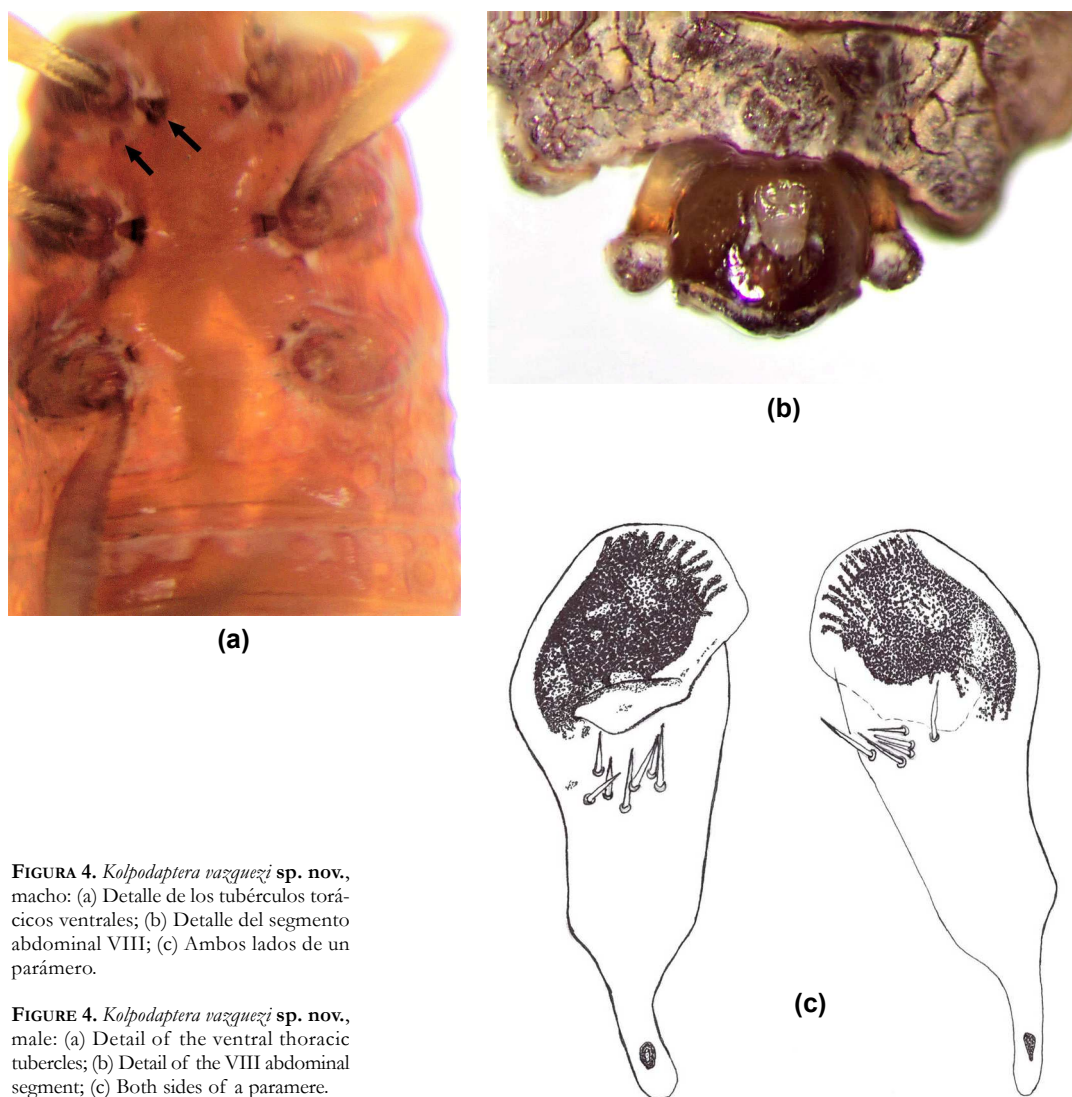 (a)
(b)
(c)
FIGURA 4. Kolpodaptera vazquezi sp. nov.,
macho: (a) Detalle de los tubérculos torá-
cicos ventrales; (b) Detalle del segmento
abdominal VIII; (c) Ambos lados de un
parámero.
FIGURE 4. Kolpodaptera vazquezi sp. nov.,
male: (a) Detail of the ventral thoracic
tubercles; (b) Detail of the VIII abdominal
segment; (c) Both sides of a paramere.